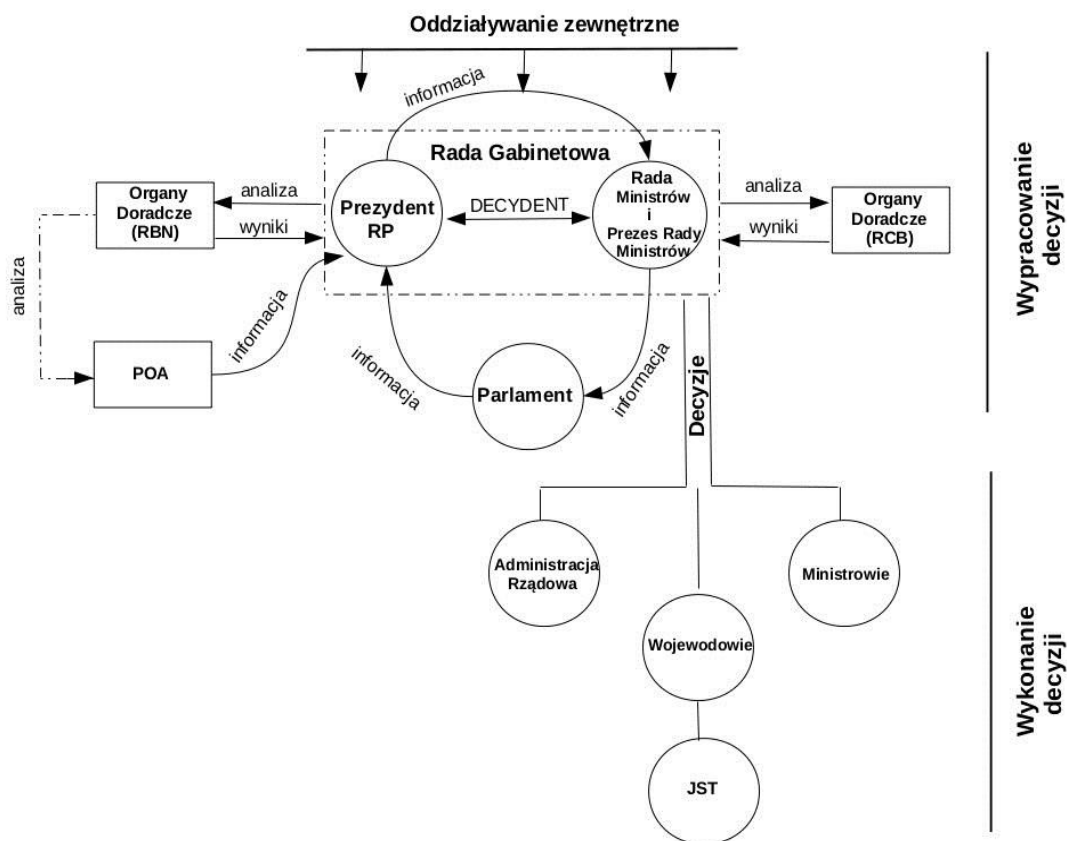 Oddziaływanie zewnętrzne
informacja
Rada Gabinetowa
Organy
Doradcze
(RBN)
analiza
wyniki
Prezydent
RP
DECYDENT
Rada
Ministrów
i
Prezes Rady
Ministrów
analiza
wyniki
Organy
Doradcze
(RCB)
Wypracowanie
decyzji
analiza
POA
informacja
informacja
Parlament
informacja
Decyzje
Administracja
Rządowa
Ministrowie
Wojewodowie
JST
Wykonanie
decyzji